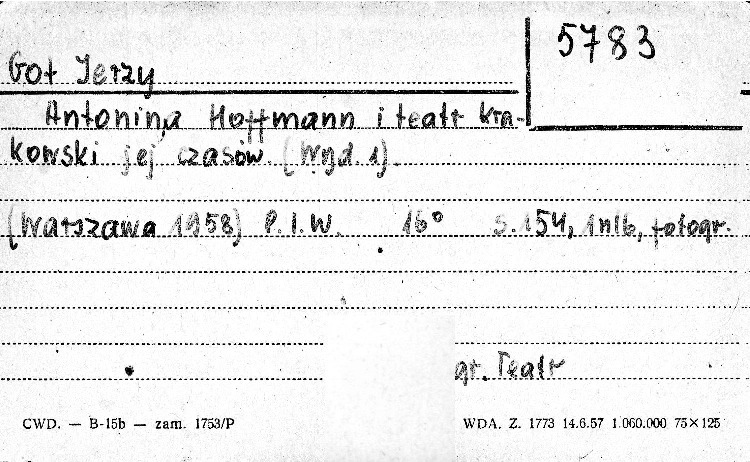 5783
Got Jerzy
Antonina Hoffmann i teatr kra-
kowski jej czasów. (Wyd. 1).
(Warszawa 1958) P.I.W. 16° s.154, 1nlb, fotogr.
gr. Teatr
CWD. — B-15b — zam. 1753/P
WDA. Z. 1773 14.6.57 1.060.000 75×125